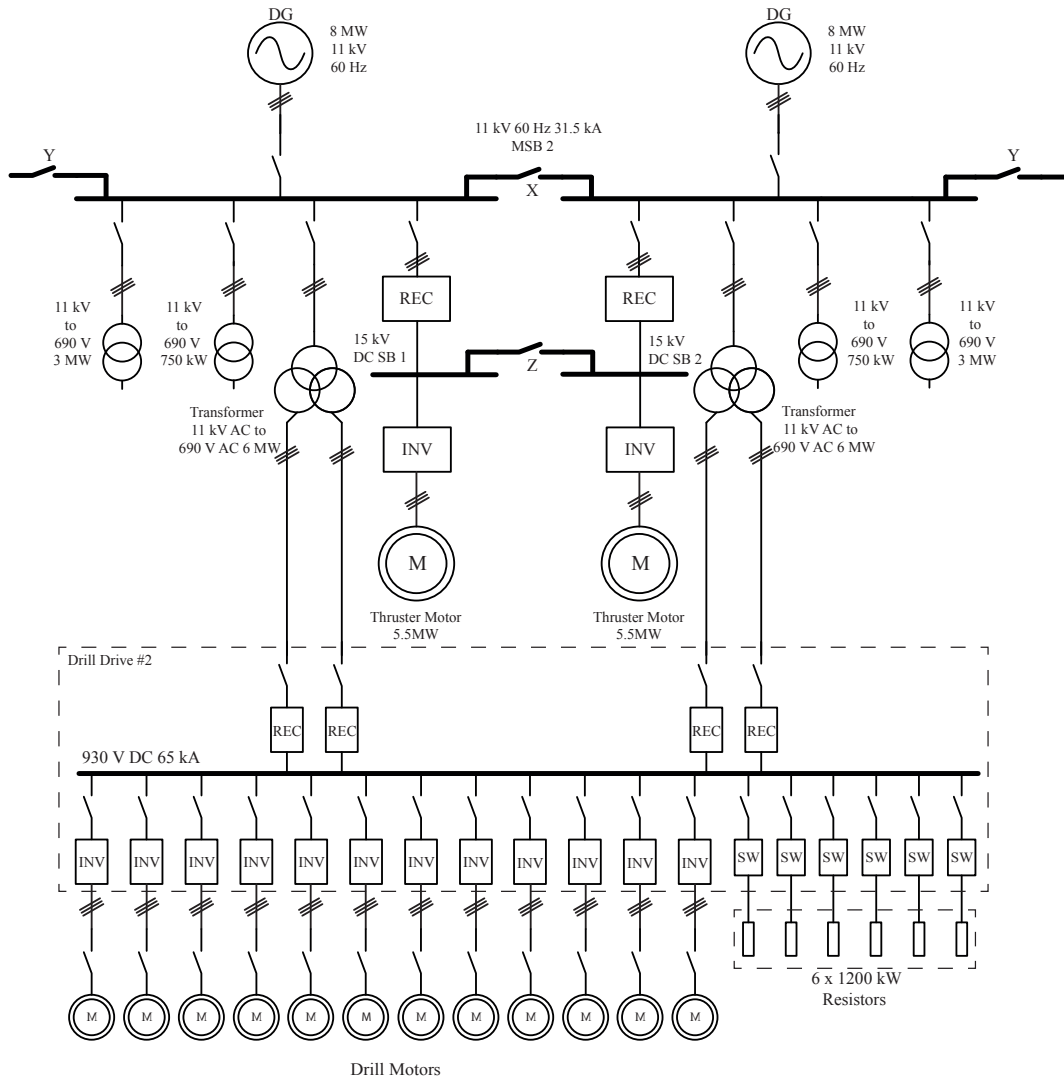 DG
8 MW
11 kV
60 Hz
DG
8 MW
11 kV
60 Hz
11 kV 60 Hz 31.5 kA
MSB 2
Y
X
Y
11 kV
to
690 V
3 MW
11 kV
to
690 V
750 kW
REC
REC
11 kV
to
690 V
750 kW
11 kV
to
690 V
3 MW
15 kV
DC SB 1
Z
15 kV
DC SB 2
Transformer
11 kV AC to
690 V AC 6 MW
INV
INV
Transformer
11 kV AC to
690 V AC 6 MW
M
M
Thruster Motor
5.5MW
Thruster Motor
5.5MW
Drill Drive #2
REC
REC
REC
REC
930 V DC 65 kA
INV
INV
INV
INV
INV
INV
INV
INV
INV
INV
INV
INV
SW
SW
SW
SW
SW
SW
6 x 1200 kW
Resistors
M
M
M
M
M
M
M
M
M
M
M
M
Drill Motors